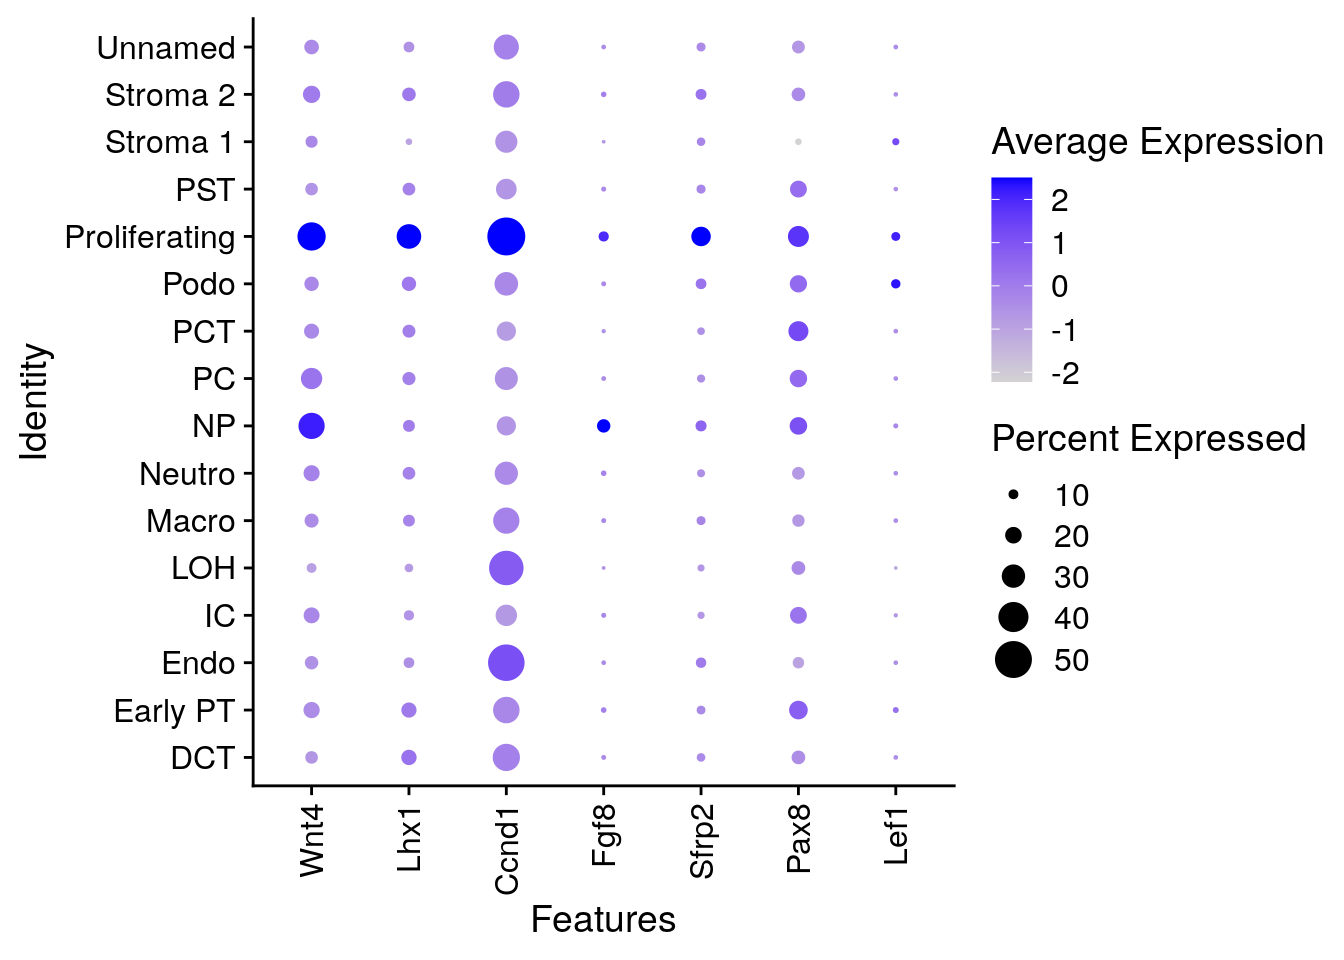 Unnamed
Stroma 2
Stroma 1
PST
Proliferating
Podo
PCT
PC
NP
Neutro
Macro
LOH
IC
Endo
Early PT
DCT
Identity
Wnt4
Lhx1
Ccnd1
Fgf8
Sfrp2
Pax8
Lef1
Features
Average Expression
2
1
0
-1
-2
Percent Expressed
10
20
30
40
50